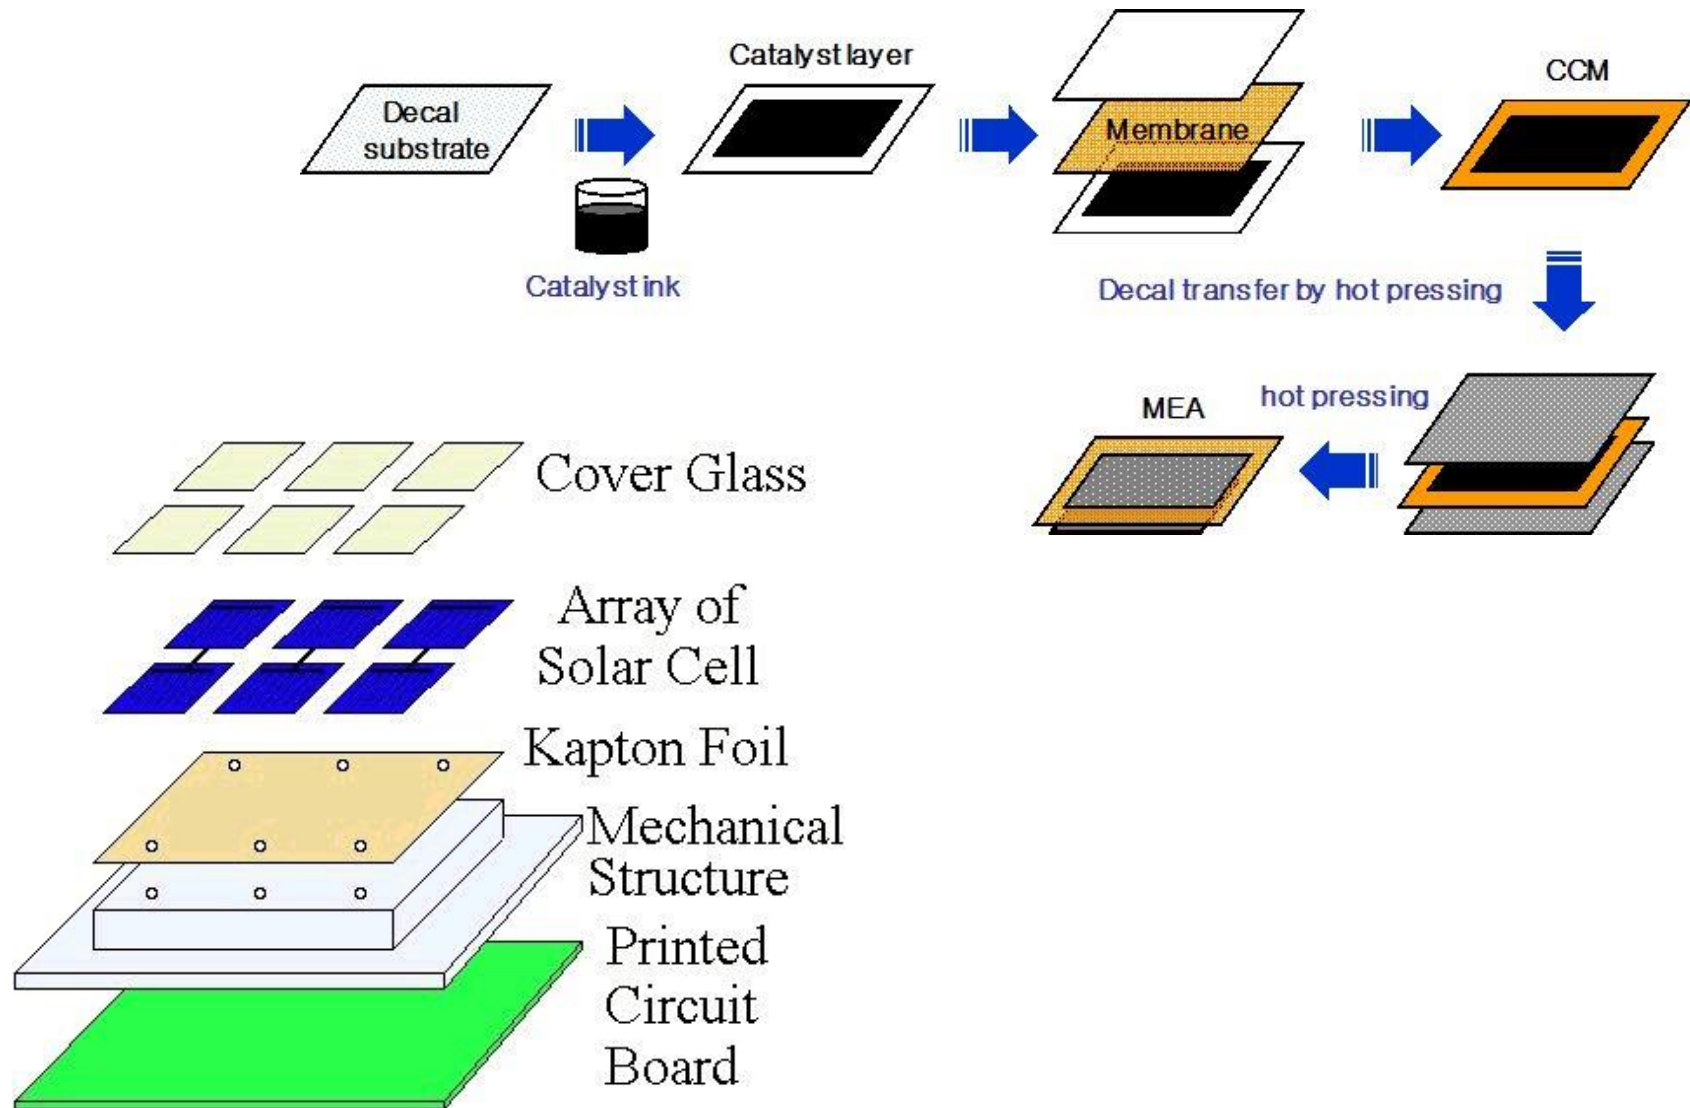 Catalyst layer
CCM
Decal
substrate
Membrane
Catalyst ink
Decal transfer by hot pressing
hot pressing
MEA
Cover Glass
Array of
Solar Cell
Kapton Foil
Mechanical
Structure
Printed
Circuit
Board